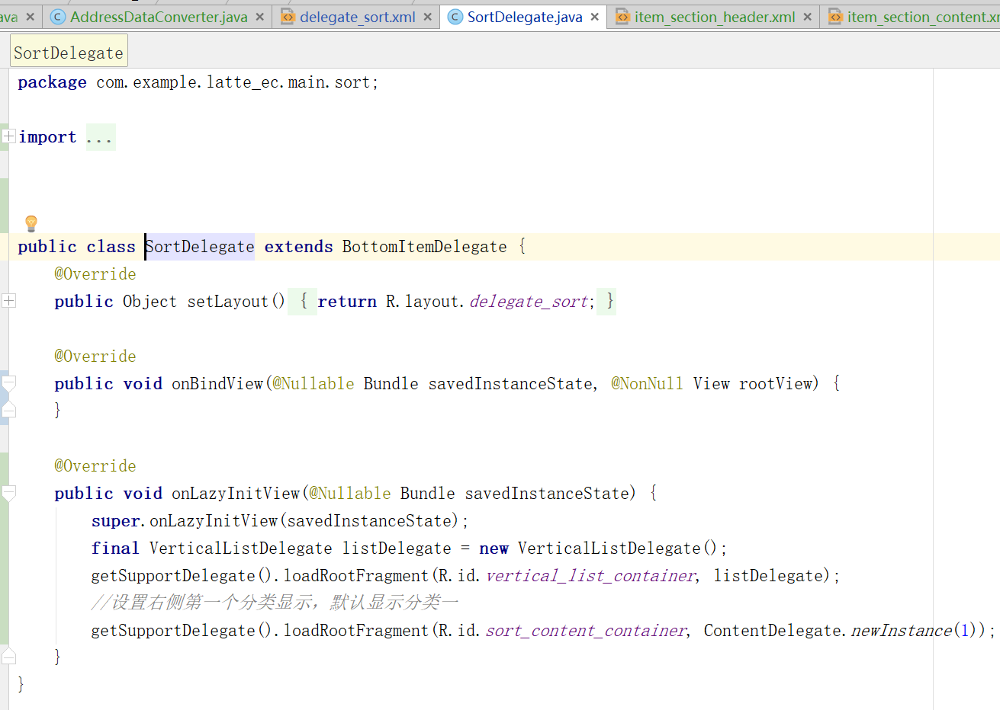 ava AddressDataConverter.java delegate_sort.xml SortDelegate.java item_section_header.xml item_section_content.xm
SortDelegate
package com.example.latte_ec.main.sort;
import ...
public class SortDelegate extends BottomItemDelegate {
@Override
public Object setLayout() { return R.layout.delegate_sort; }
@Override
public void onBindView(@Nullable Bundle savedInstanceState, @NonNull View rootView) {
}
@Override
public void onLazyInitView(@Nullable Bundle savedInstanceState) {
super.onLazyInitView(savedInstanceState);
final VerticalListDelegate listDelegate = new VerticalListDelegate();
getSupportDelegate().loadRootFragment(R.id.vertical_list_container, listDelegate);
//设置右侧第一个分类显示，默认显示分类一
getSupportDelegate().loadRootFragment(R.id.sort_content_container, ContentDelegate.newInstance(1));
}
}